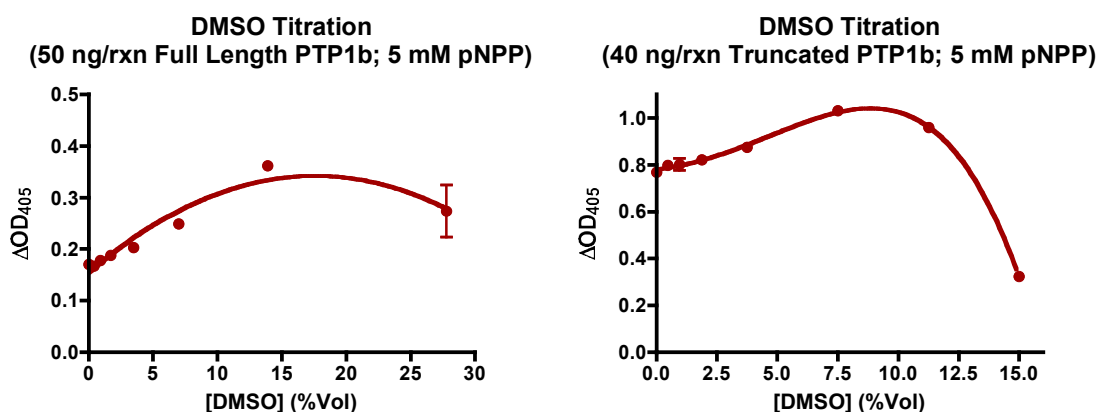 DMSO Titration
(50 ng/rxn Full Length PTP1b; 5 mM pNPP)
0.5
0.4
0.3
0.2
0.1
0.0
ΔOD405
0 5 10 15 20 25 30
[DMSO] (%Vol)
DMSO Titration
(40 ng/rxn Truncated PTP1b; 5 mM pNPP)
1.0
0.8
0.6
0.4
0.2
0.0
ΔOD405
0.0 2.5 5.0 7.5 10.0 12.5 15.0
[DMSO] (%Vol)